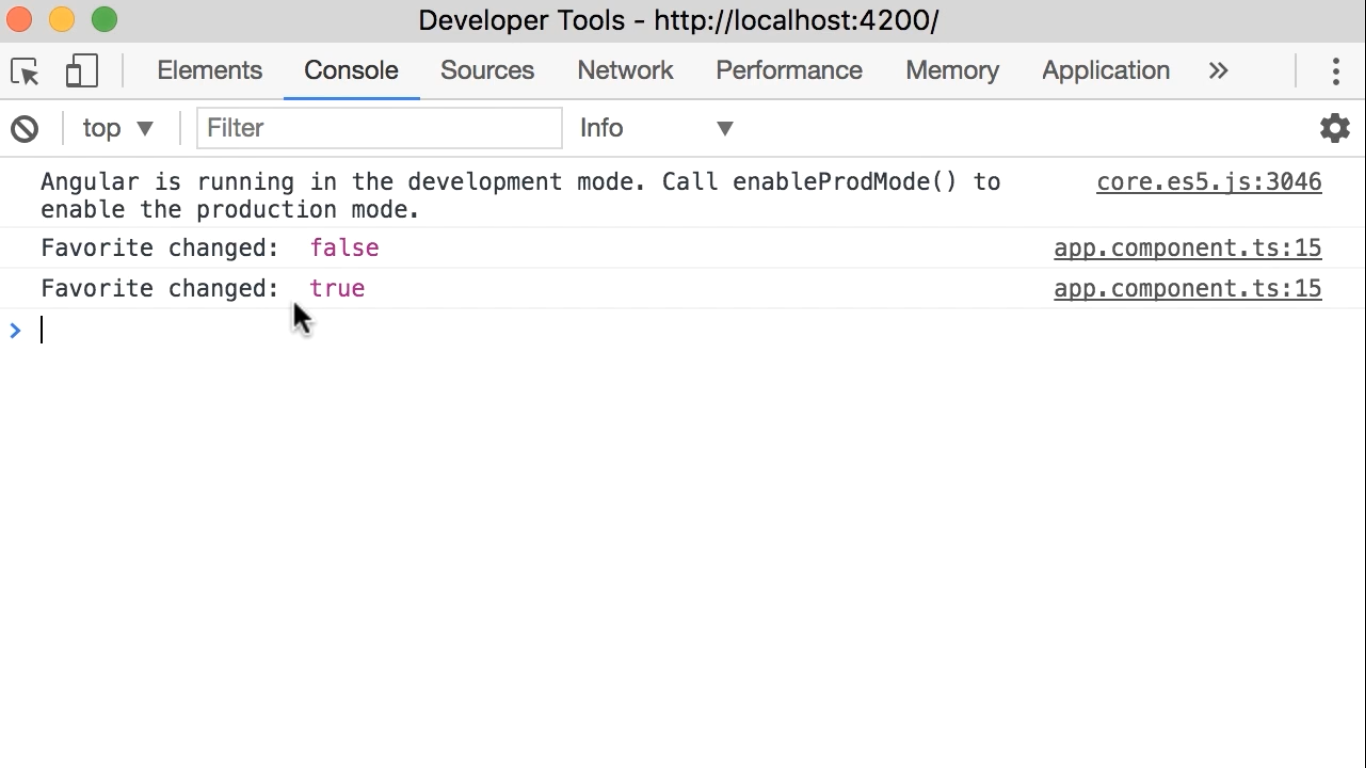 Developer Tools - http://localhost:4200/
Elements Console Sources Network Performance Memory Application »
top ▼ Filter Info ▼
Angular is running in the development mode. Call enableProdMode() to core.es5.js:3046
enable the production mode.
Favorite changed:  false app.component.ts:15
Favorite changed:  true app.component.ts:15
>